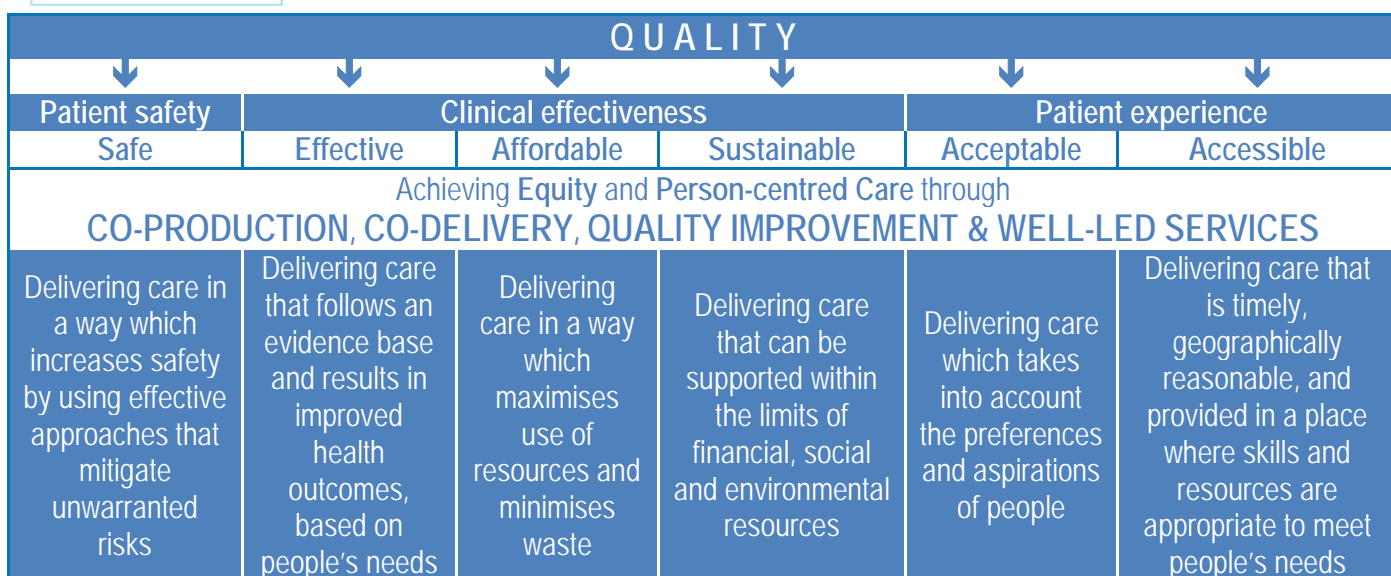 QUALITY
Patient safety
Clinical effectiveness
Patient experience
Safe
Effective
Affordable
Sustainable
Acceptable
Accessible
Achieving Equity and Person-centred Care through
CO-PRODUCTION, CO-DELIVERY, QUALITY IMPROVEMENT & WELL-LED SERVICES
Delivering care in
a way which
increases safety
by using effective
approaches that
mitigate
unwarranted
risks
Delivering care
that follows an
evidence base
and results in
improved
health
outcomes,
based on
people's needs
Delivering
care in a way
which
maximises
use of
resources and
minimises
waste
Delivering care
that can be
supported within
the limits of
financial, social
and environmental
resources
Delivering care
which takes
into account
the preferences
and aspirations
of people
Delivering care that
is timely,
geographically
reasonable, and
provided in a place
where skills and
resources are
appropriate to meet
people's needs